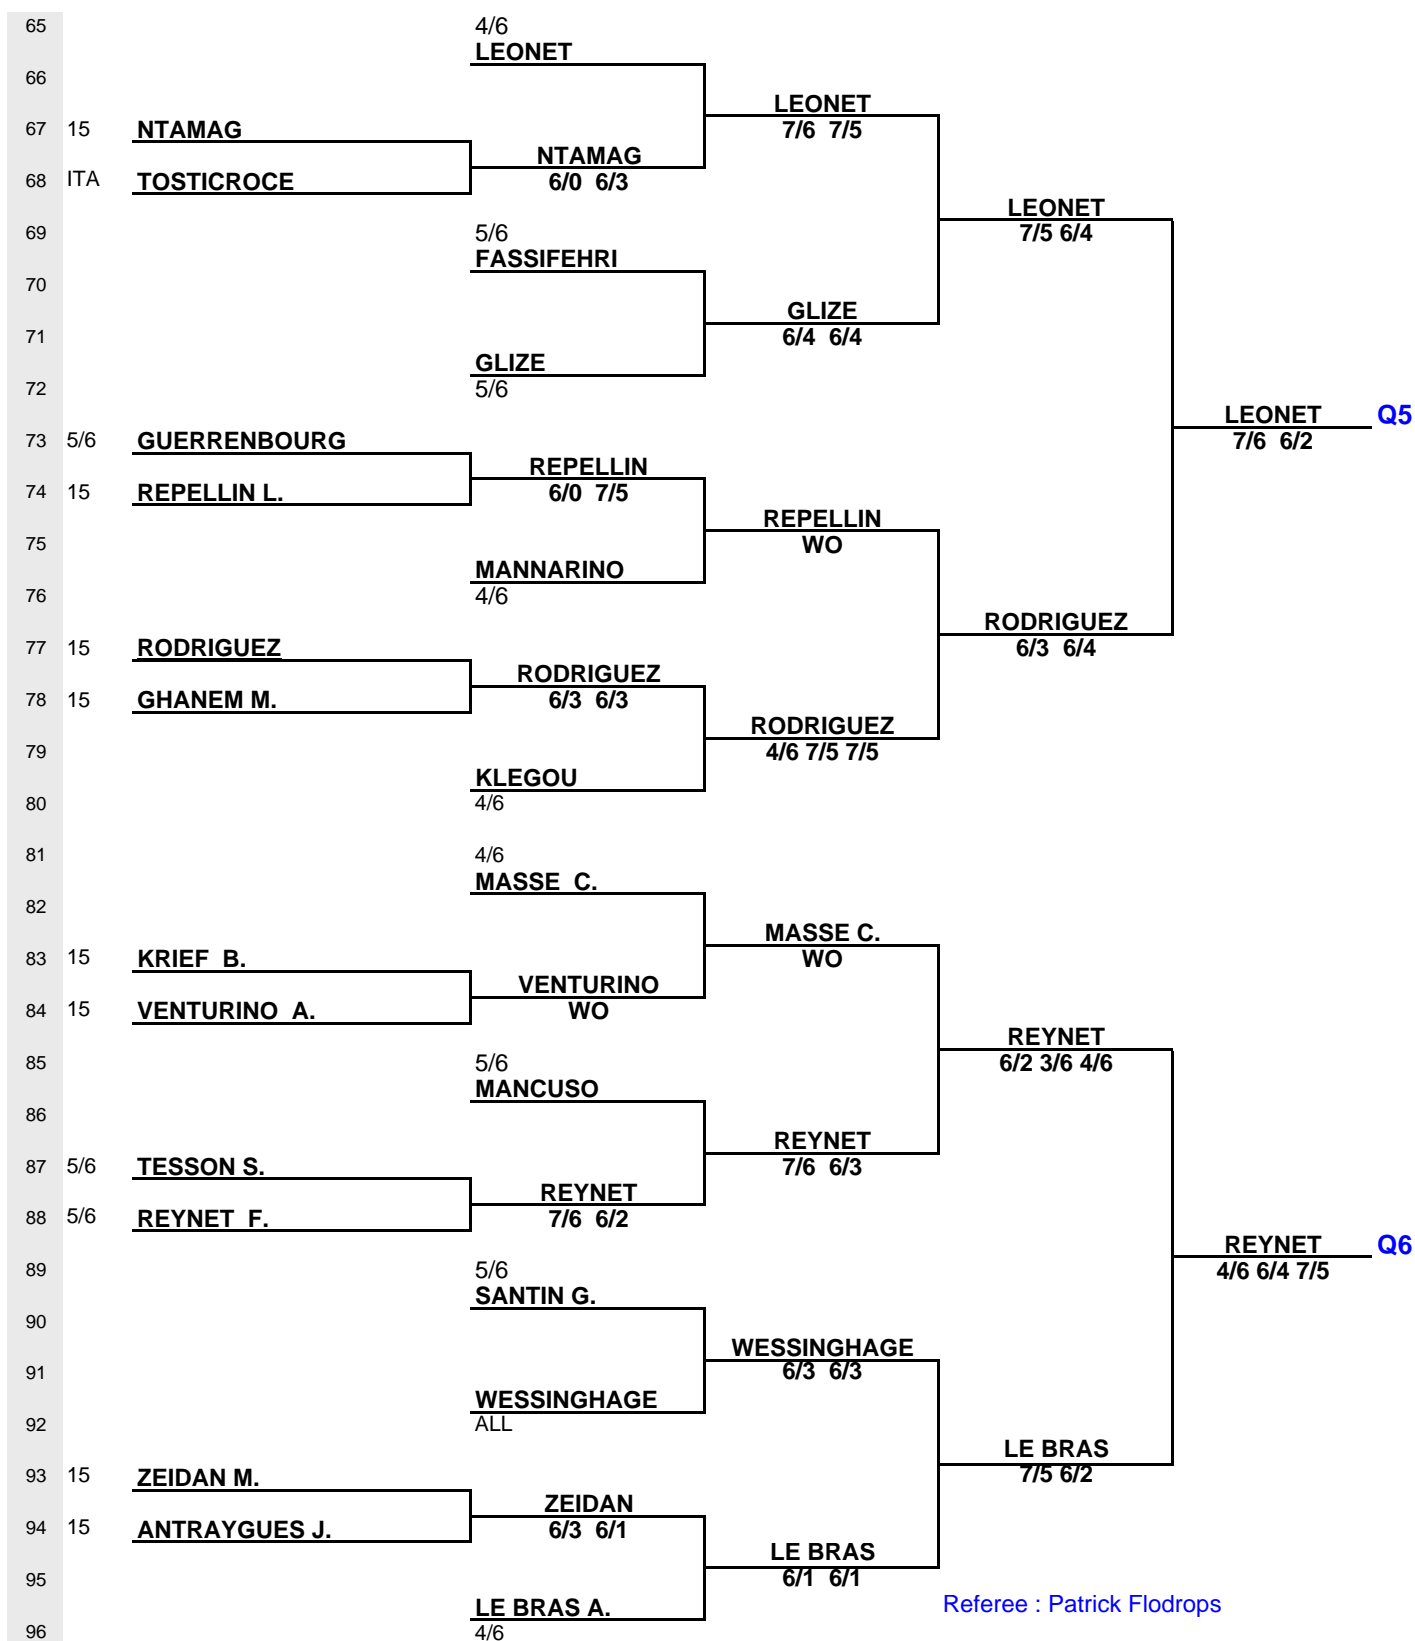 65 4/6
LEONET
66
LEONET
67 15 NTAMAG 7/6 7/5
NTAMAG
68 ITA TOSTICROCE 6/0 6/3
LEONET
69 5/6 7/5 6/4
FASSIFEHRI
70
GLIZE
71 6/4 6/4
GLIZE
72 5/6
LEONET Q5
73 5/6 GUERRENBOURG 7/6 6/2
REPELLIN
74 15 REPELLIN L. 6/0 7/5
REPELLIN
75 WO
MANNARINO
76 4/6
RODRIGUEZ
77 15 RODRIGUEZ 6/3 6/4
RODRIGUEZ
78 15 GHANEM M. 6/3 6/3
RODRIGUEZ
79 4/6 7/5 7/5
KLEGOU
80 4/6
81 4/6
MASSE C.
82
MASSE C.
83 15 KRIEF B. WO
VENTURINO
84 15 VENTURINO A. WO
REYNET
85 5/6 6/2 3/6 4/6
MANCUSO
86
REYNET
87 5/6 TESSON S. 7/6 6/3
REYNET
88 5/6 REYNET F. 7/6 6/2
REYNET Q6
89 5/6 4/6 6/4 7/5
SANTIN G.
90
WESSINGHAGE
91 6/3 6/3
WESSINGHAGE
92 ALL
LE BRAS
93 15 ZEIDAN M. 7/5 6/2
ZEIDAN
94 15 ANTRAYGUES J. 6/3 6/1
LE BRAS
95 6/1 6/1
LE BRAS A. Referee : Patrick Flodrops
96 4/6